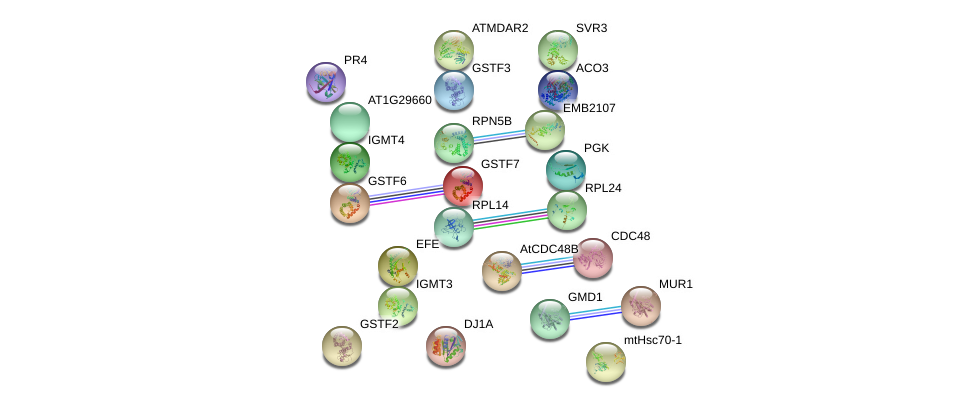 ATMDAR2
SVR3
PR4
GSTF3
ACO3
AT1G29660
EMB2107
RPN5B
IGMT4
PGK
GSTF7
GSTF6
RPL24
RPL14
CDC48
EFE
AtCDC48B
IGMT3
MUR1
GMD1
GSTF2
DJ1A
mtHsc70-1